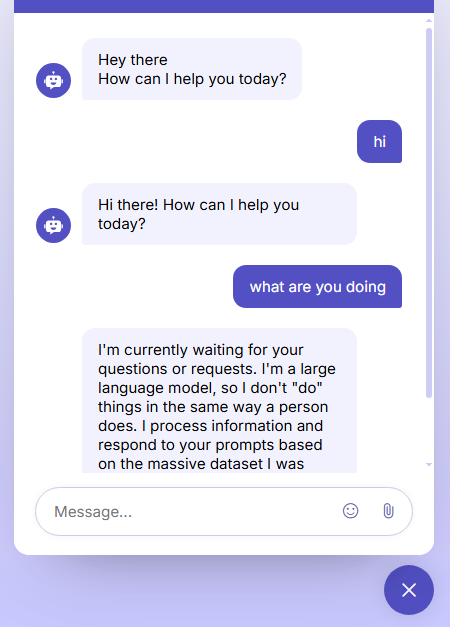 Hey there
How can I help you today?
hi
Hi there! How can I help you
today?
what are you doing
I'm currently waiting for your
questions or requests. I'm a large
language model, so I don't "do"
things in the same way a person
does. I process information and
respond to your prompts based
on the massive dataset I was
Message...